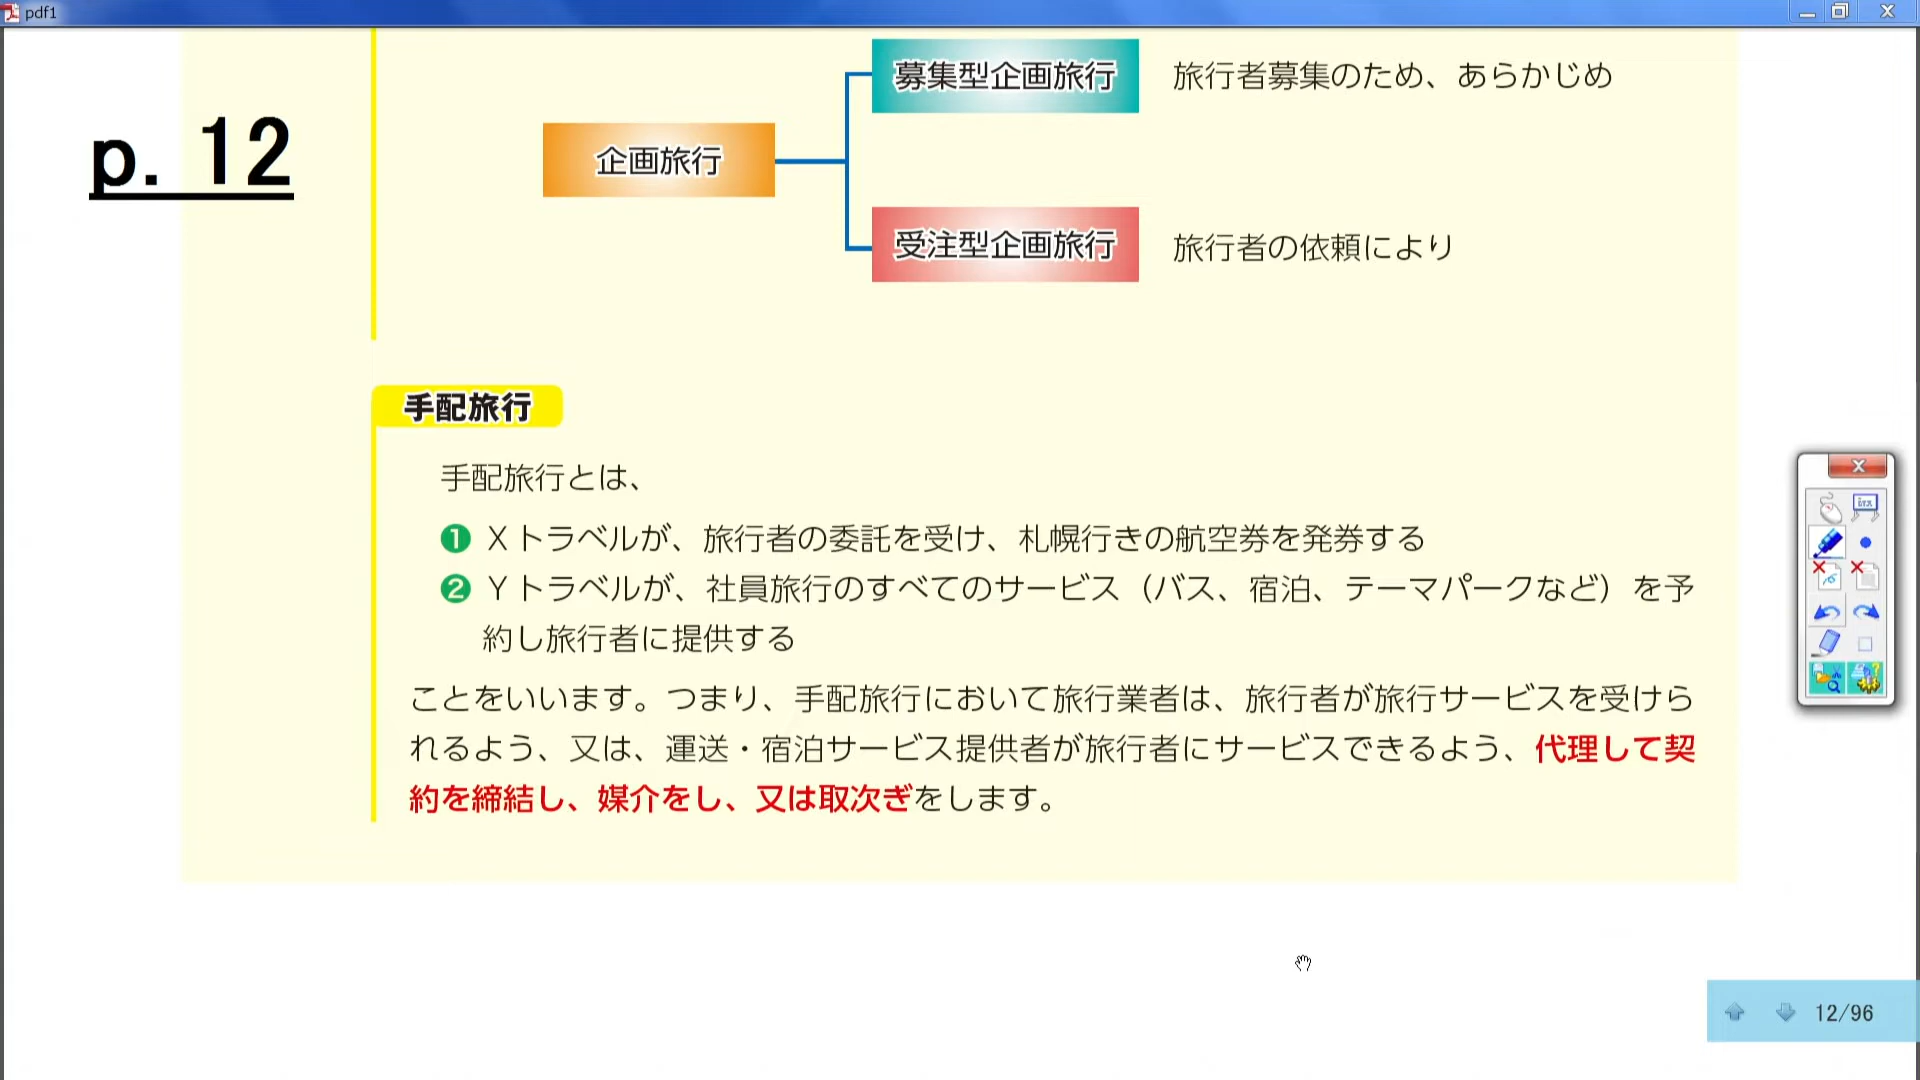 pdf1
募集型企画旅行 旅行者募集のため、あらかじめ
p. 12
企画旅行
受注型企画旅行 旅行者の依頼により
手配旅行
手配旅行とは、
❶ Xトラベルが、旅行者の委託を受け、札幌行きの航空券を発券する
❷ Yトラベルが、社員旅行のすべてのサービス（バス、宿泊、テーマパークなど）を予
約し旅行者に提供する
ことをいいます。つまり、手配旅行において旅行業者は、旅行者が旅行サービスを受けら
れるよう、又は、運送・宿泊サービス提供者が旅行者にサービスできるよう、代理して契
約を締結し、媒介をし、又は取次ぎをします。
12/96